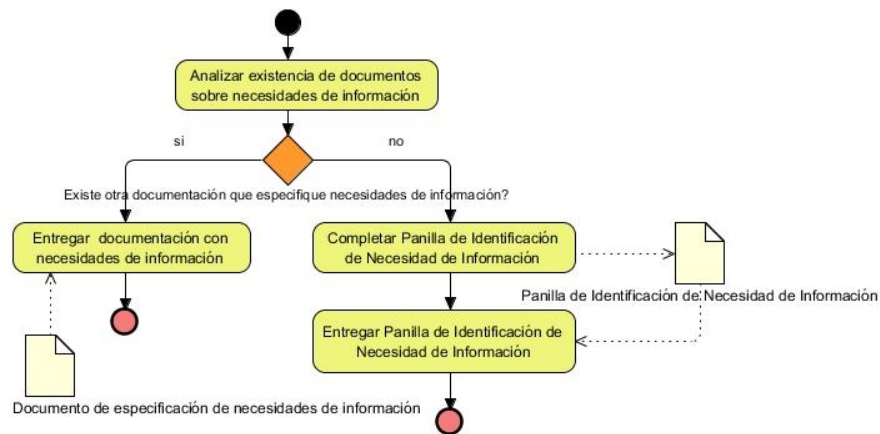 Analizar existencia de documentos
sobre necesidades de información
si
no
Existe otra documentación que especifique necesidades de información?
Entregar documentación con
necesidades de información
Completar Panilla de Identificación
de Necesidad de Información
Panilla de Identificación de Necesidad de Información
Entregar Panilla de Identificación de
Necesidad de Información
Documento de especificación de necesidades de información